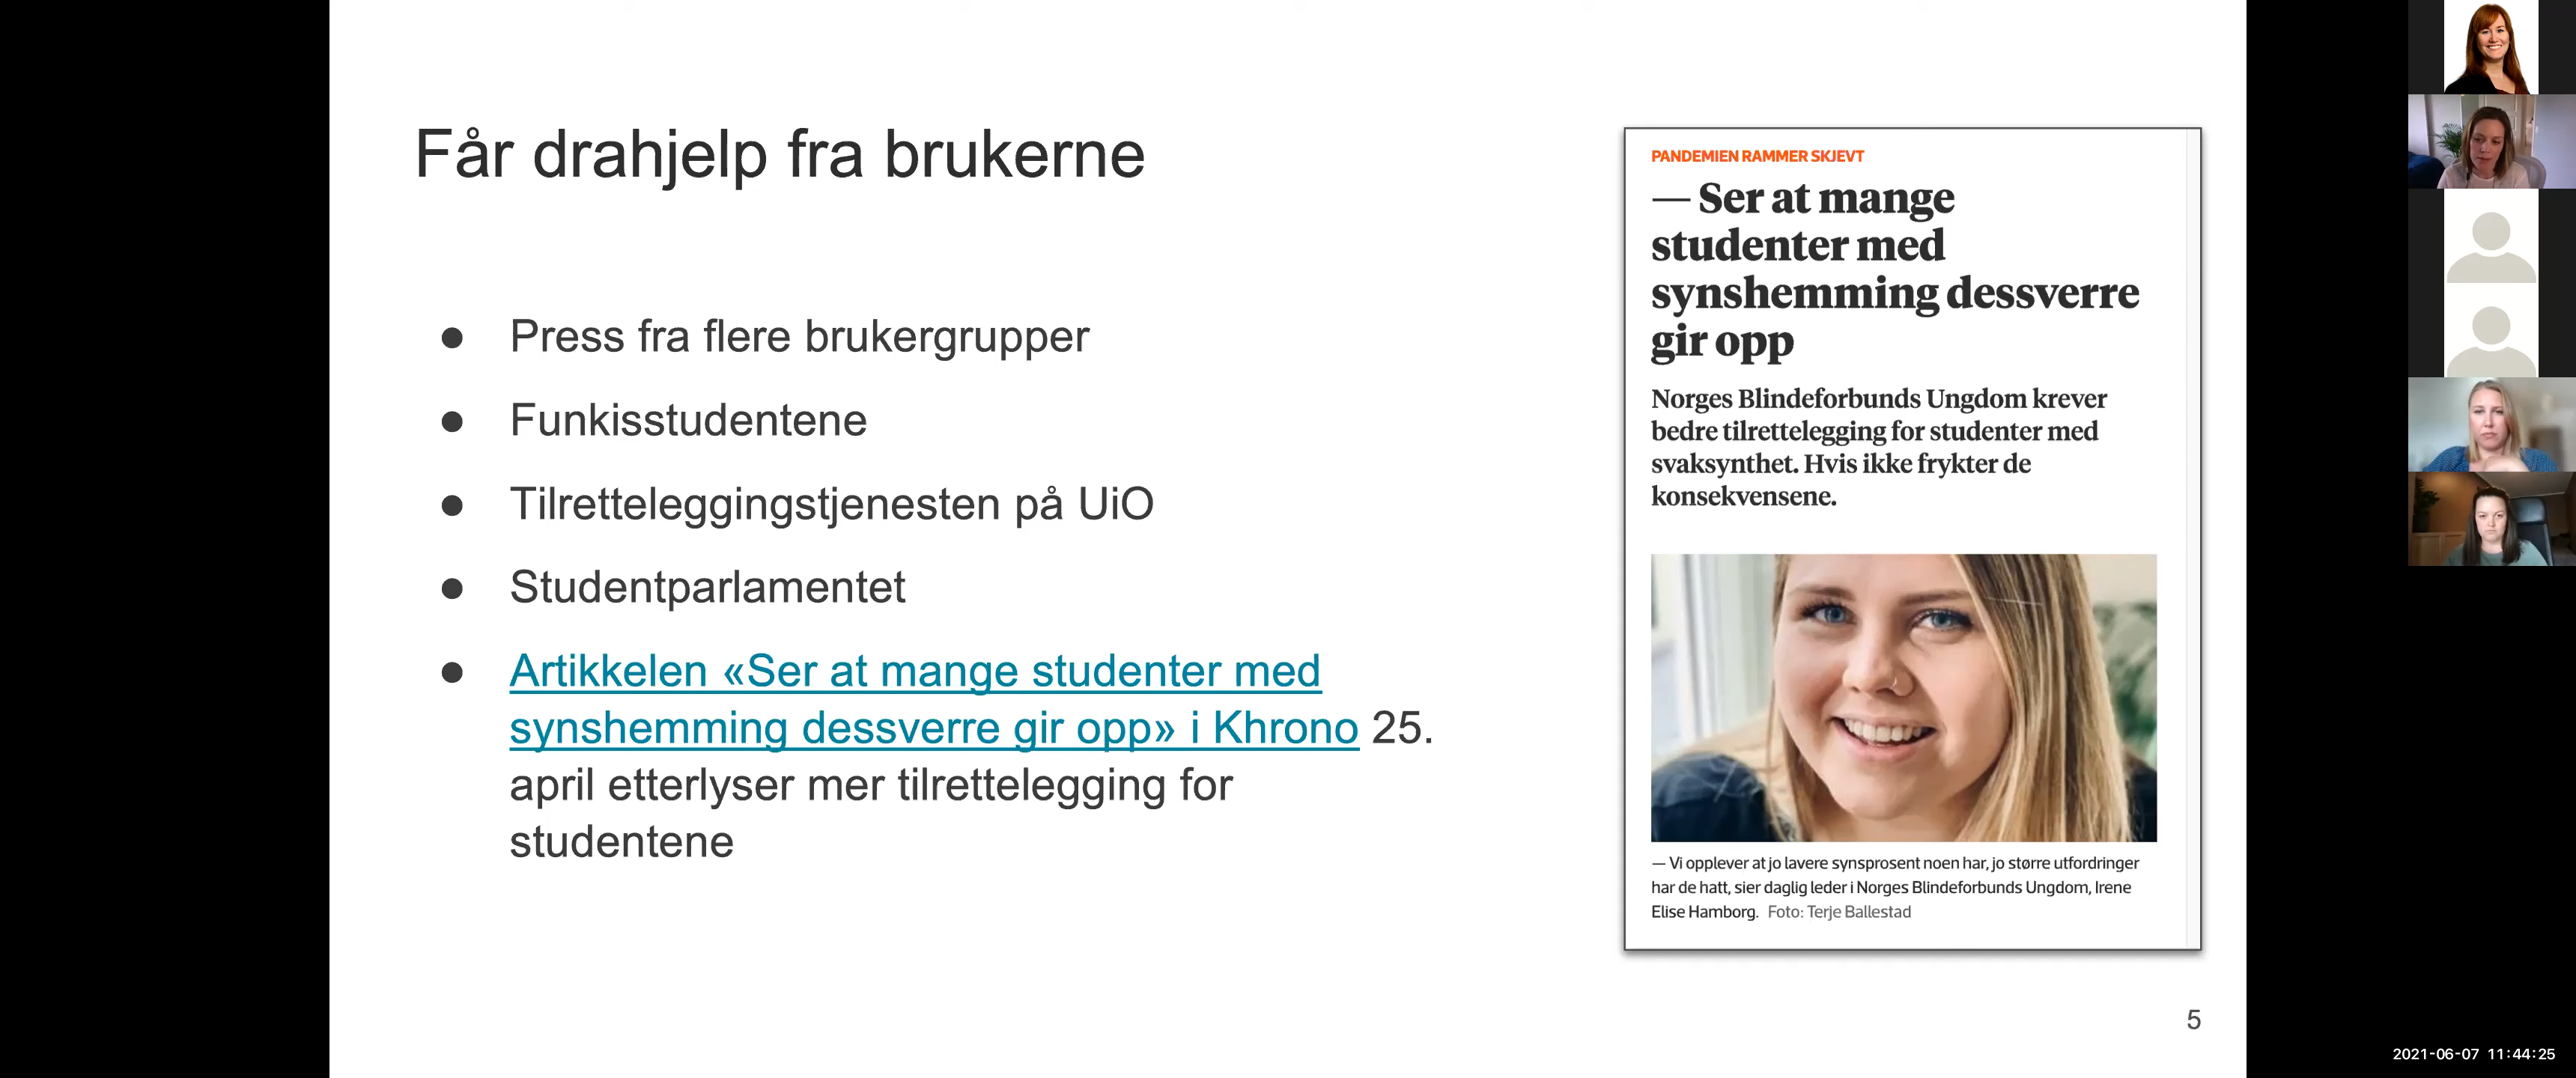 Får drahjelp fra brukerne
● Press fra flere brukergrupper
● Funkisstudentene
● Tilretteleggingstjenesten på UiO
● Studentparlamentet
● Artikkelen «Ser at mange studenter med
synshemming dessverre gir opp» i Khrono 25.
april etterlyser mer tilrettelegging for
studentene
PANDEMIEN RAMMER SKJEVT
— Ser at mange
studenter med
synshemming dessverre
gir opp
Norges Blindeforbunds Ungdom krever
bedre tilrettelegging for studenter med
svaksynthet. Hvis ikke frykter de
konsekvensene.
— Vi opplever at jo lavere synsprosent noen har, jo større utfordringer
har de hatt, sier daglig leder i Norges Blindeforbunds Ungdom, Irene
Elise Hamborg. Foto: Terje Ballestad
5
2021-06-07 11:44:25